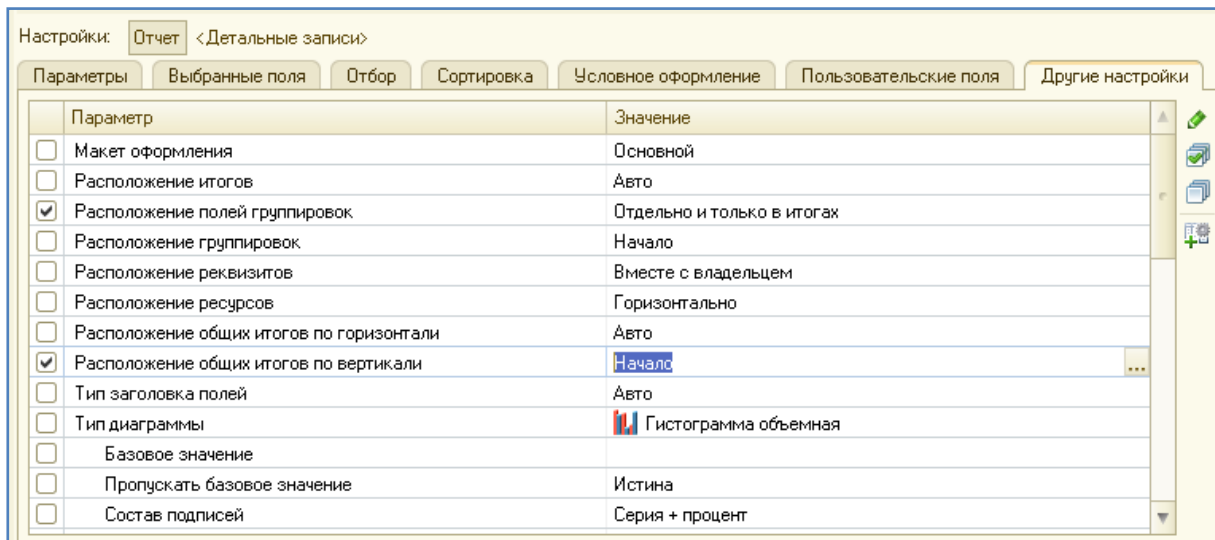 Настройки: Отчет <Детальные записи>
Параметры Выбранные поля Отбор Сортировка Условное оформление Пользовательские поля Другие настройки
Параметр Значение
Макет оформления Основной
Расположение итогов Авто
Расположение полей группировок Отдельно и только в итогах
Расположение группировок Начало
Расположение реквизитов Вместе с владельцем
Расположение ресурсов Горизонтально
Расположение общих итогов по горизонтали Авто
Расположение общих итогов по вертикали Начало ...
Тип заголовка полей Авто
Тип диаграммы Гистограмма объемная
Базовое значение
Пропускать базовое значение Истина
Состав подписей Серия + процент